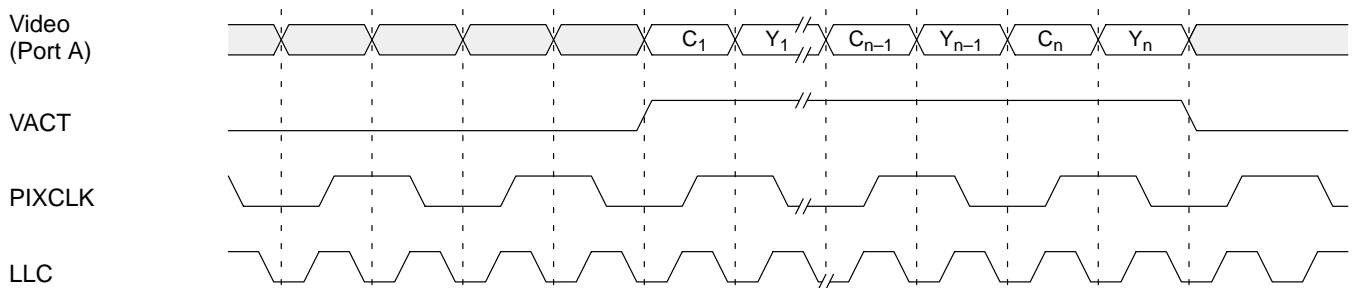 Video
(Port A)
C1 Y1 Cn–1 Yn–1 Cn Yn
VACT
PIXCLK
LLC